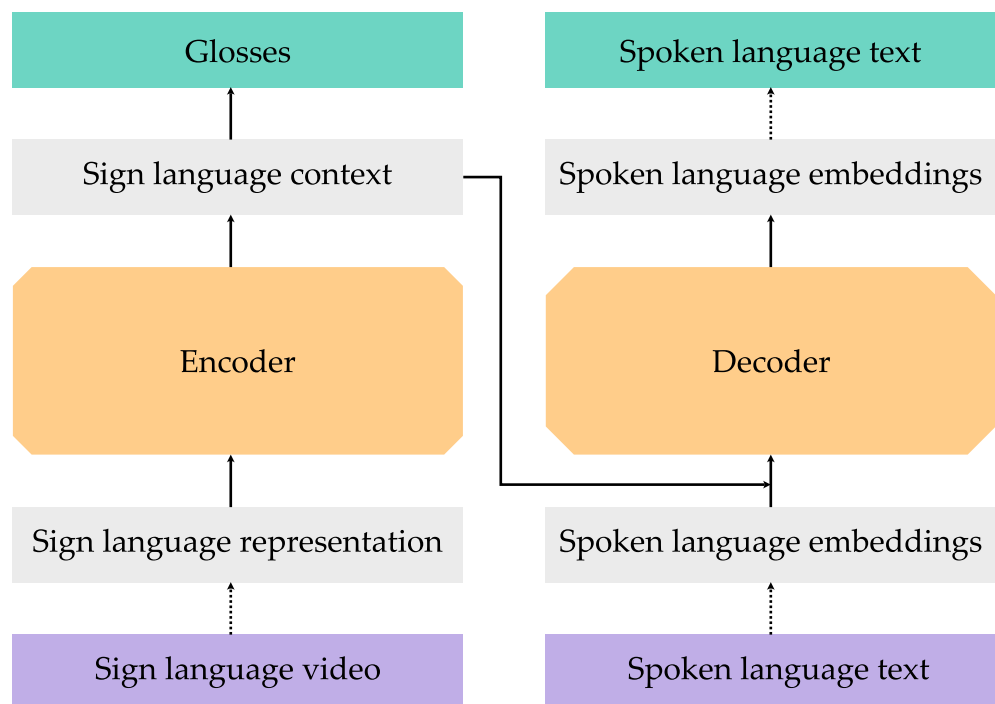 Glosses
Spoken language text
Sign language context
Spoken language embeddings
Encoder
Decoder
Sign language representation
Spoken language embeddings
Sign language video
Spoken language text